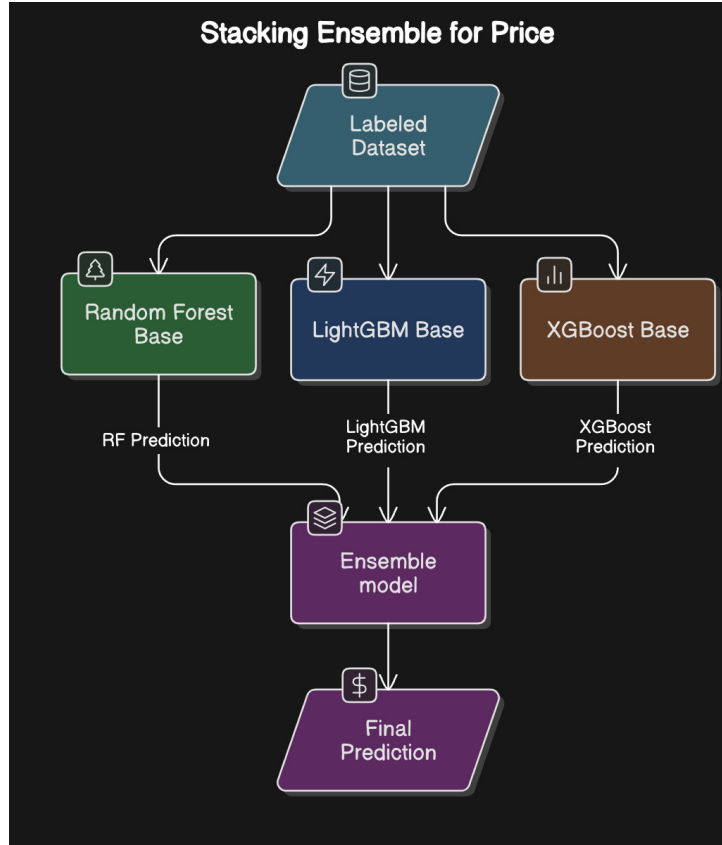 Stacking Ensemble for Price
Labeled
Dataset
Random Forest
Base
LightGBM Base
XGBoost Base
RF Prediction
LightGBM
Prediction
XGBoost
Prediction
Ensemble
model
Final
Prediction